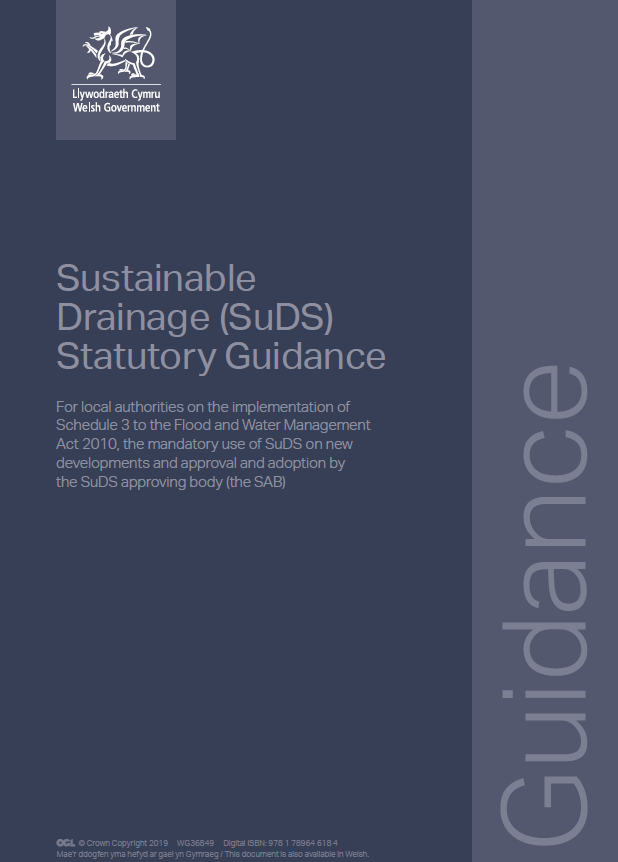 Llywodraeth Cymru
Welsh Government
Sustainable
Drainage (SuDS)
Statutory Guidance
For local authorities on the implementation of
Schedule 3 to the Flood and Water Management
Act 2010, the mandatory use of SuDS on new
developments and approval and adoption by
the SuDS approving body (the SAB)
Guidance
OGL © Crown Copyright 2019 WG36849 Digital ISBN: 978 1 78964 618 4
Mae'r ddogfen yma hefyd ar gael yn Gymraeg / This document is also available in Welsh.